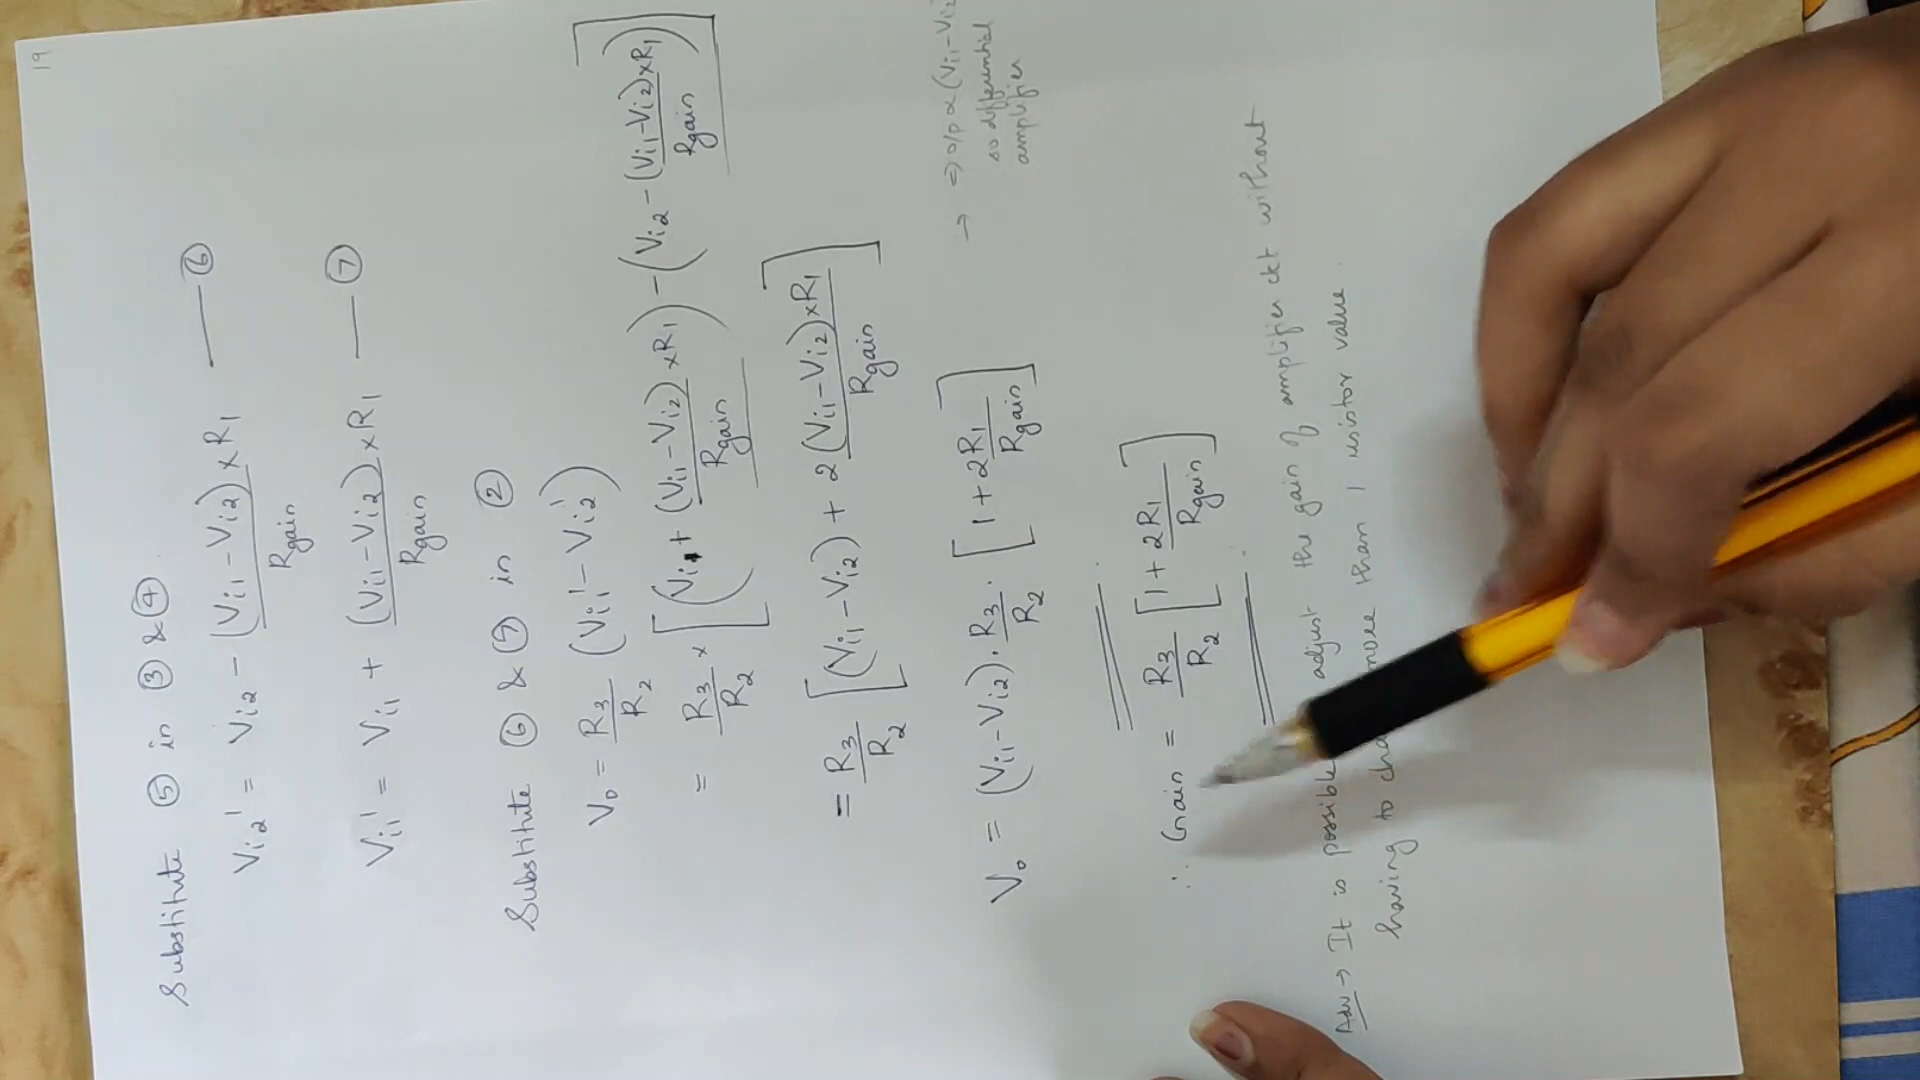 19
Substitute ⑤ in ③ & ④
Vi2' = Vi2 - (Vi1 - Vi2) x R1 / Rgain —— ⑥
Vi1' = Vi1 + (Vi1 - Vi2) x R1 / Rgain —— ⑦
Substitute ⑥ & ⑦ in ②
Vo = R3/R2 (Vi1' - Vi2')
= R3/R2 x [(Vi1 + (Vi1 - Vi2) x R1 / Rgain) - (Vi2 - (Vi1 - Vi2) x R1 / Rgain)]
= R3/R2 [(Vi1 - Vi2) + 2 (Vi1 - Vi2) x R1 / Rgain]
Vo = (Vi1 - Vi2) . R3/R2 . [1 + 2R1/Rgain] → ⇒ o/p α (Vi1 - Vi2
so differential
amplifier
∴ Gain = R3/R2 [1 + 2R1/Rgain]
Adv → It is possible adjust the gain of amplifier ckt without
having to cha more than 1 resistor value.